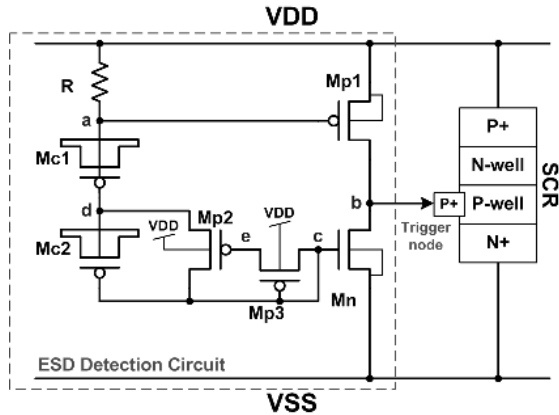 VDD
R
Mp1
a
Mc1
P+
N-well
SCR
d
Mp2
VDD
VDD
b
P+
P-well
Mc2
e
c
Trigger
node
N+
Mn
Mp3
ESD Detection Circuit
VSS